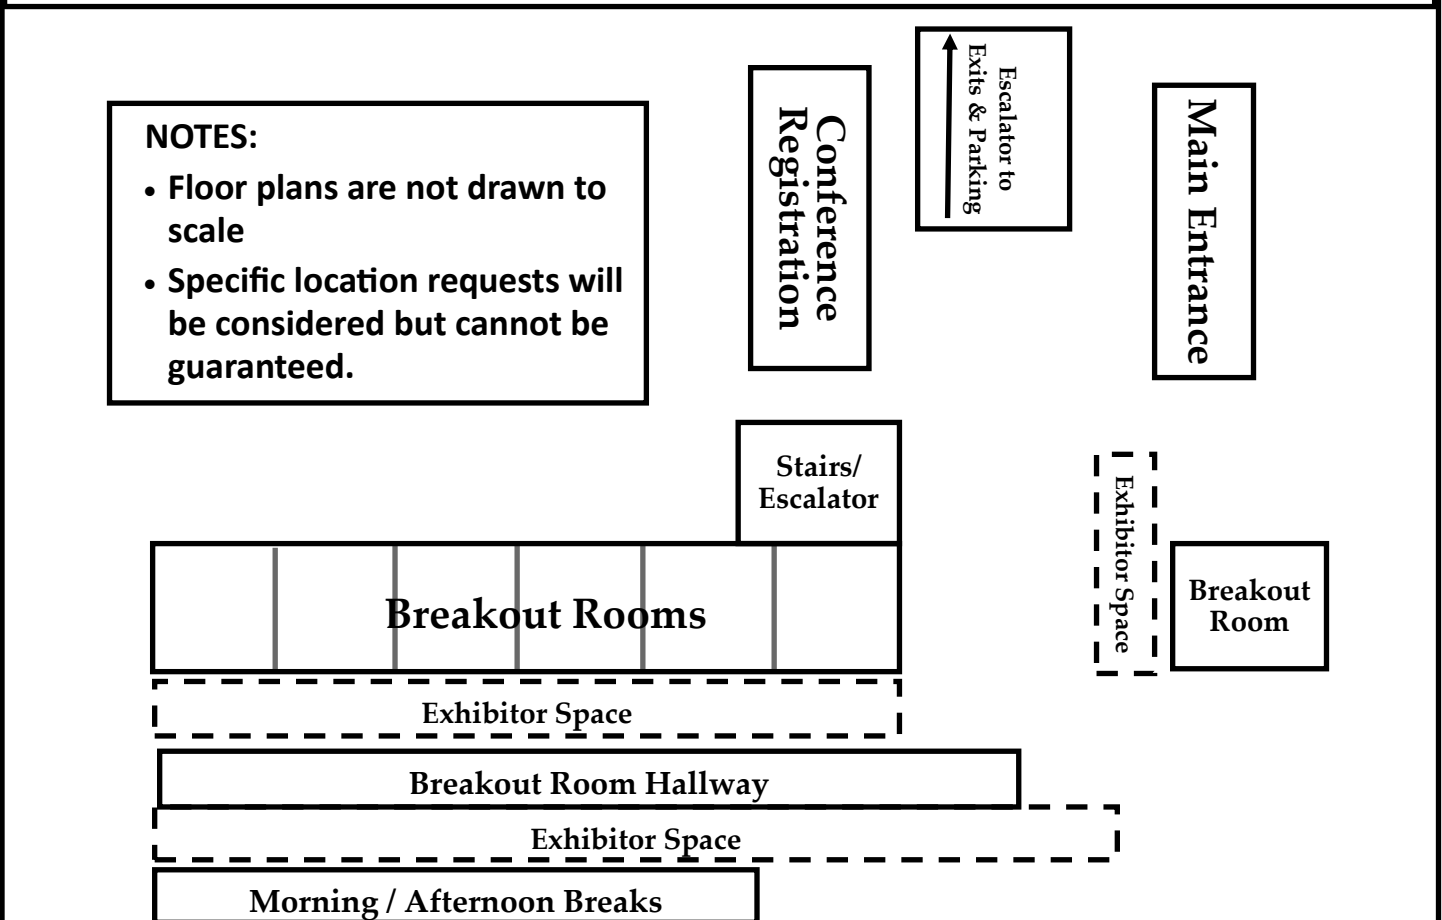 NOTES:
• Floor plans are not drawn to
scale
• Specific location requests will
be considered but cannot be
guaranteed.
Conference
Registration
Escalator to
Exits & Parking
Main Entrance
Stairs/
Escalator
Exhibitor Space
Breakout
Room
Breakout Rooms
Exhibitor Space
Breakout Room Hallway
Exhibitor Space
Morning / Afternoon Breaks